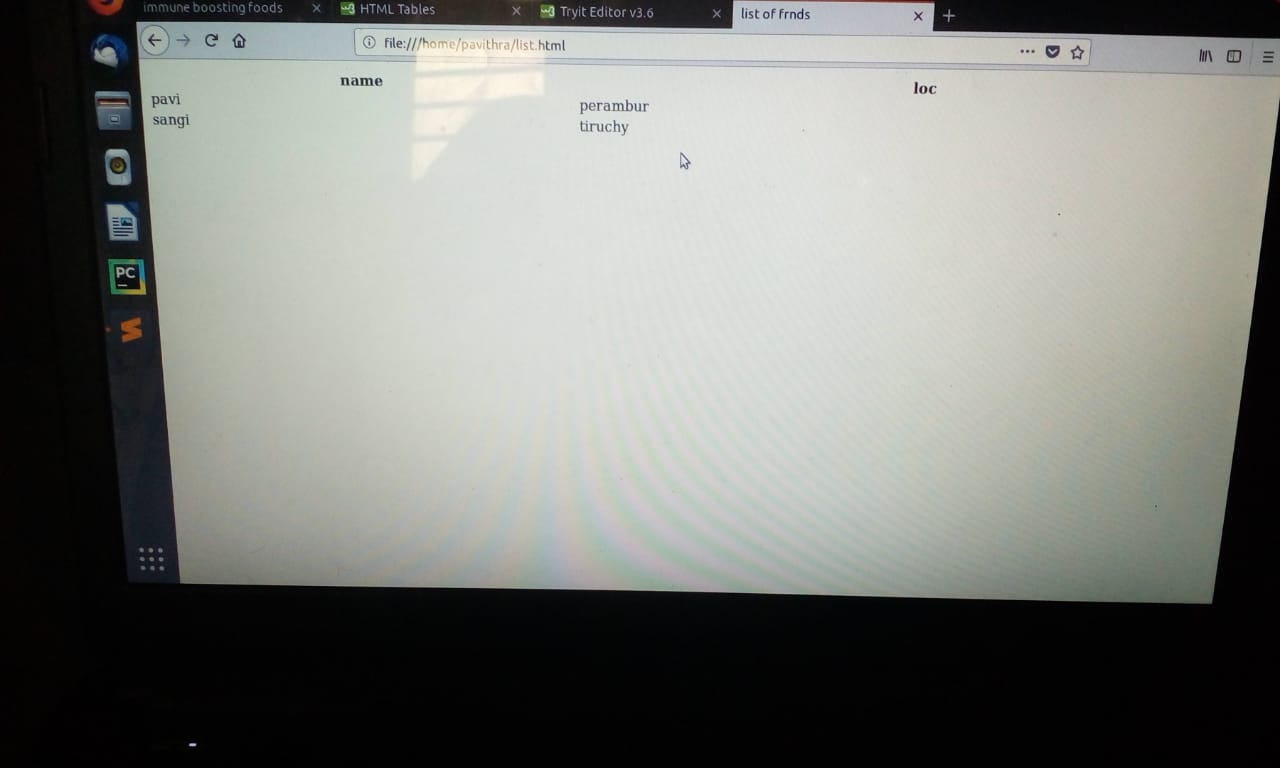 immune boosting foods
HTML Tables
Tryit Editor v3.6
list of frnds
file:///home/pavithra/list.html
name loc
pavi perambur
sangi tiruchy
PC